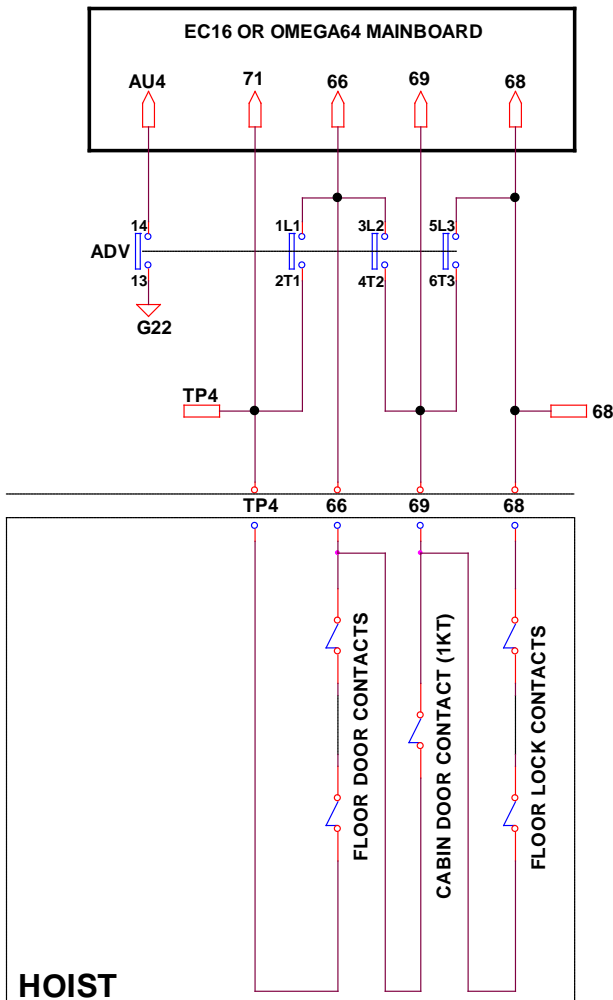 EC16 OR OMEGA64 MAINBOARD
AU4 71 66 69 68
14 1L1 3L2 5L3
ADV
13 2T1 4T2 6T3
G22
TP4 68
TP4 66 69 68
FLOOR DOOR CONTACTS
CABIN DOOR CONTACT (1KT)
FLOOR LOCK CONTACTS
HOIST